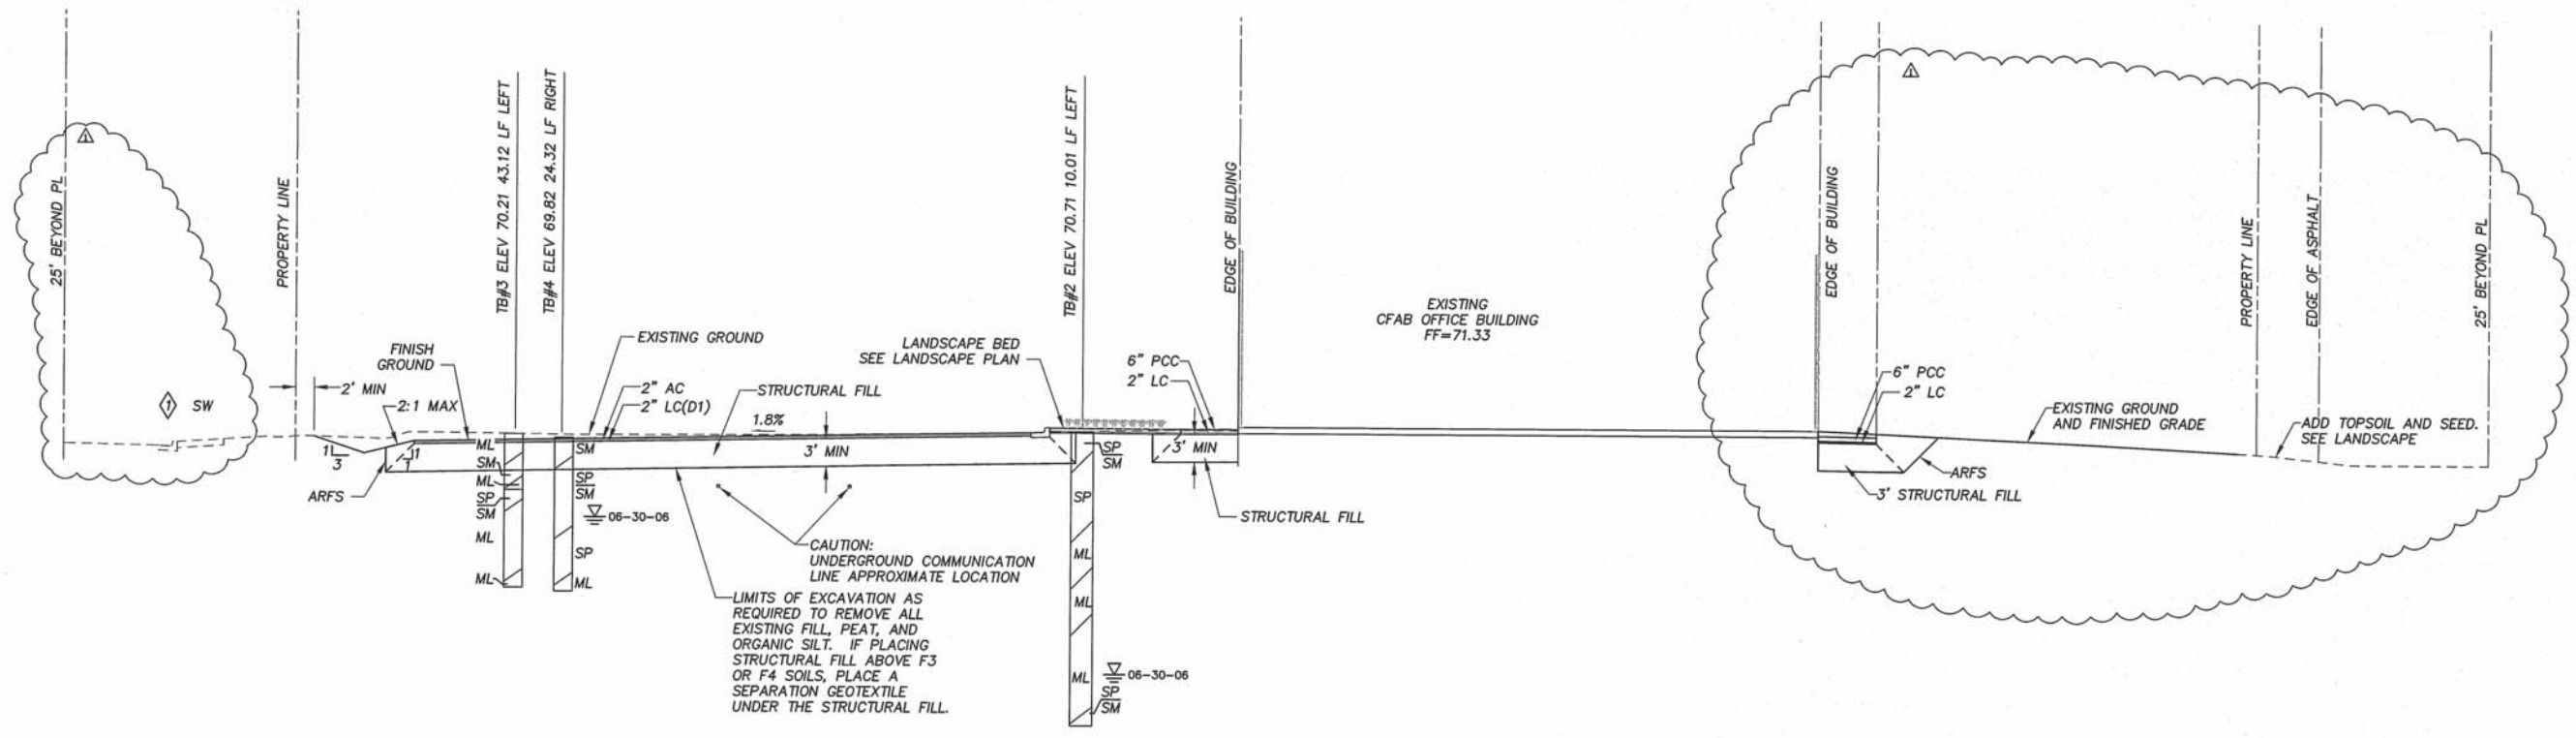 25' BEYOND PL
PROPERTY LINE
TB#3 ELEV 70.21 43.12 LF LEFT
TB#4 ELEV 69.82 24.32 LF RIGHT
TB#2 ELEV 70.71 10.01 LF LEFT
EDGE OF BUILDING
EDGE OF BUILDING
PROPERTY LINE
EDGE OF ASPHALT
25' BEYOND PL
1
1
1 SW
2' MIN
FINISH
GROUND
2:1 MAX
1
3
1
1
ARFS
EXISTING GROUND
2" AC
2" LC(D1)
STRUCTURAL FILL
1.8%
3' MIN
LANDSCAPE BED
SEE LANDSCAPE PLAN
6" PCC
2" LC
3' MIN
STRUCTURAL FILL
EXISTING
CFAB OFFICE BUILDING
FF=71.33
6" PCC
2" LC
EXISTING GROUND
AND FINISHED GRADE
ADD TOPSOIL AND SEED.
SEE LANDSCAPE
ARFS
3' STRUCTURAL FILL
ML
SM
ML
SP
SM
ML
ML
SM
SP
SM
06-30-06
SP
ML
CAUTION:
UNDERGROUND COMMUNICATION
LINE APPROXIMATE LOCATION
LIMITS OF EXCAVATION AS
REQUIRED TO REMOVE ALL
EXISTING FILL, PEAT, AND
ORGANIC SILT. IF PLACING
STRUCTURAL FILL ABOVE F3
OR F4 SOILS, PLACE A
SEPARATION GEOTEXTILE
UNDER THE STRUCTURAL FILL.
SP
SM
SP
ML
ML
ML
06-30-06
SP
SM